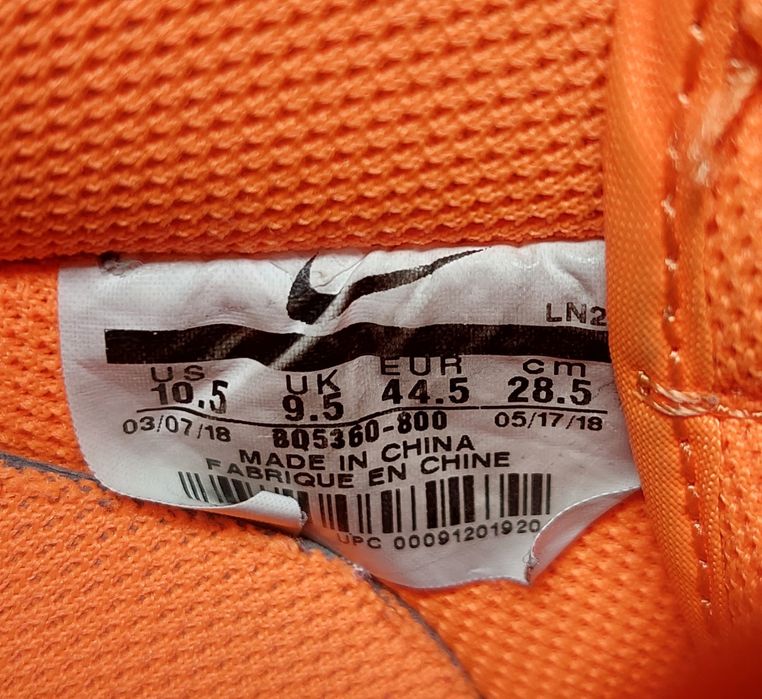 LN2
US UK EUR cm
10.5 9.5 44.5 28.5
03/07/18 BQ5360-800 05/17/18
MADE IN CHINA
FABRIQUE EN CHINE
UPC 00091201920